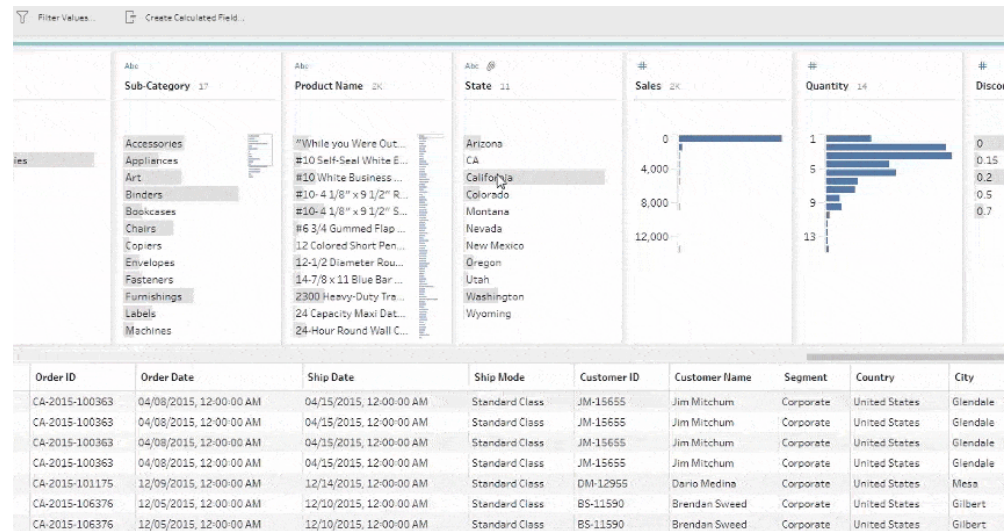 Filter Values... Create Calculated Field...
Abc Abc Abc # # #
Sub-Category 17 Product Name 2K State 11 Sales 2K Quantity 14 Discou
Accessories "While you Were Out... Arizona 0 1 0
ies Appliances #10 Self-Seal White E... CA 0.15
Art #10 White Business ... California 4,000 5 0.2
Binders #10- 4 1/8" x 9 1/2" R... Colorado 0.5
Bookcases #10- 4 1/8" x 9 1/2" S... Montana 8,000 9 0.7
Chairs #6 3/4 Gummed Flap ... Nevada
Copiers 12 Colored Short Pen... New Mexico 12,000 13
Envelopes 12-1/2 Diameter Rou... Oregon
Fasteners 14-7/8 x 11 Blue Bar ... Utah
Furnishings 2300 Heavy-Duty Tra... Washington
Labels 24 Capacity Maxi Dat... Wyoming
Machines 24-Hour Round Wall C...
Order ID Order Date Ship Date Ship Mode Customer ID Customer Name Segment Country City
CA-2015-100363 04/08/2015, 12:00:00 AM 04/15/2015, 12:00:00 AM Standard Class JM-15655 Jim Mitchum Corporate United States Glendale
CA-2015-100363 04/08/2015, 12:00:00 AM 04/15/2015, 12:00:00 AM Standard Class JM-15655 Jim Mitchum Corporate United States Glendale
CA-2015-100363 04/08/2015, 12:00:00 AM 04/15/2015, 12:00:00 AM Standard Class JM-15655 Jim Mitchum Corporate United States Glendale
CA-2015-100363 04/08/2015, 12:00:00 AM 04/15/2015, 12:00:00 AM Standard Class JM-15655 Jim Mitchum Corporate United States Glendale
CA-2015-101175 12/09/2015, 12:00:00 AM 12/14/2015, 12:00:00 AM Standard Class DM-12955 Dario Medina Corporate United States Mesa
CA-2015-106376 12/05/2015, 12:00:00 AM 12/10/2015, 12:00:00 AM Standard Class BS-11590 Brendan Sweed Corporate United States Gilbert
CA-2015-106376 12/05/2015, 12:00:00 AM 12/10/2015, 12:00:00 AM Standard Class BS-11590 Brendan Sweed Corporate United States Gilbert